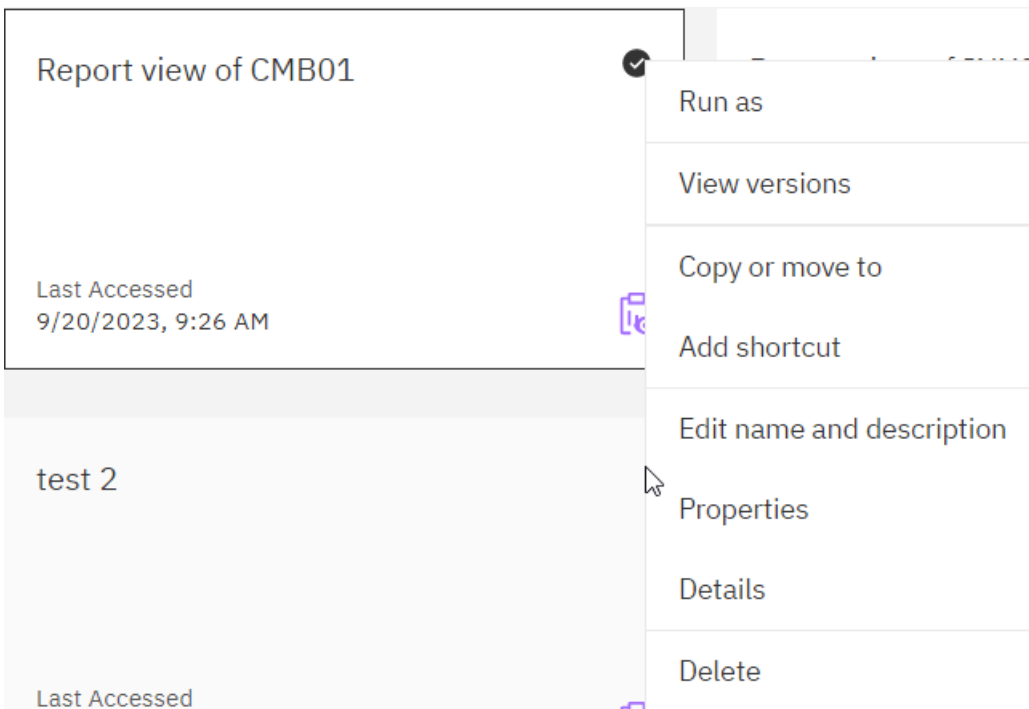 Report view of CMB01
Last Accessed
9/20/2023, 9:26 AM
test 2
Last Accessed
Run as
View versions
Copy or move to
Add shortcut
Edit name and description
Properties
Details
Delete